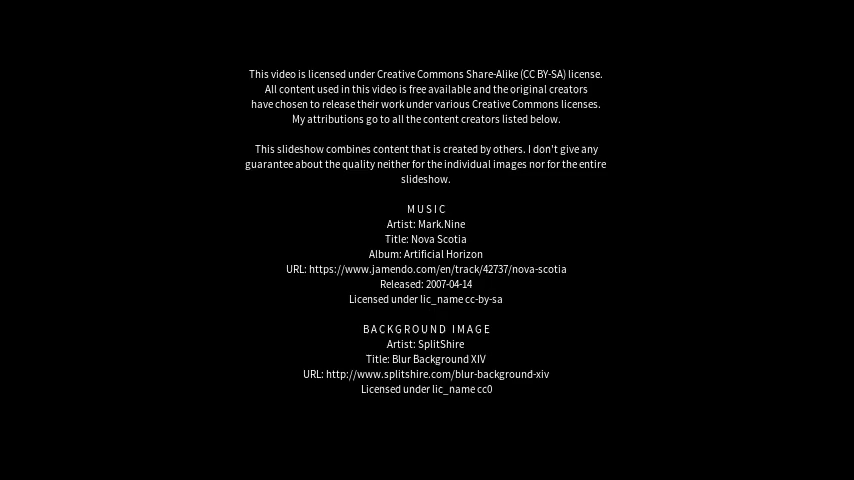 This video is licensed under Creative Commons Share-Alike (CC BY-SA) license.
All content used in this video is free available and the original creators
have chosen to release their work under various Creative Commons licenses.
My attributions go to all the content creators listed below.
This slideshow combines content that is created by others. I don't give any
guarantee about the quality neither for the individual images nor for the entire
slideshow.
MUSIC
Artist: Mark.Nine
Title: Nova Scotia
Album: Artificial Horizon
URL: https://www.jamendo.com/en/track/42737/nova-scotia
Released: 2007-04-14
Licensed under lic_name cc-by-sa
BACKGROUND IMAGE
Artist: SplitShire
Title: Blur Background XIV
URL: http://www.splitshire.com/blur-background-xiv
Licensed under lic_name cc0